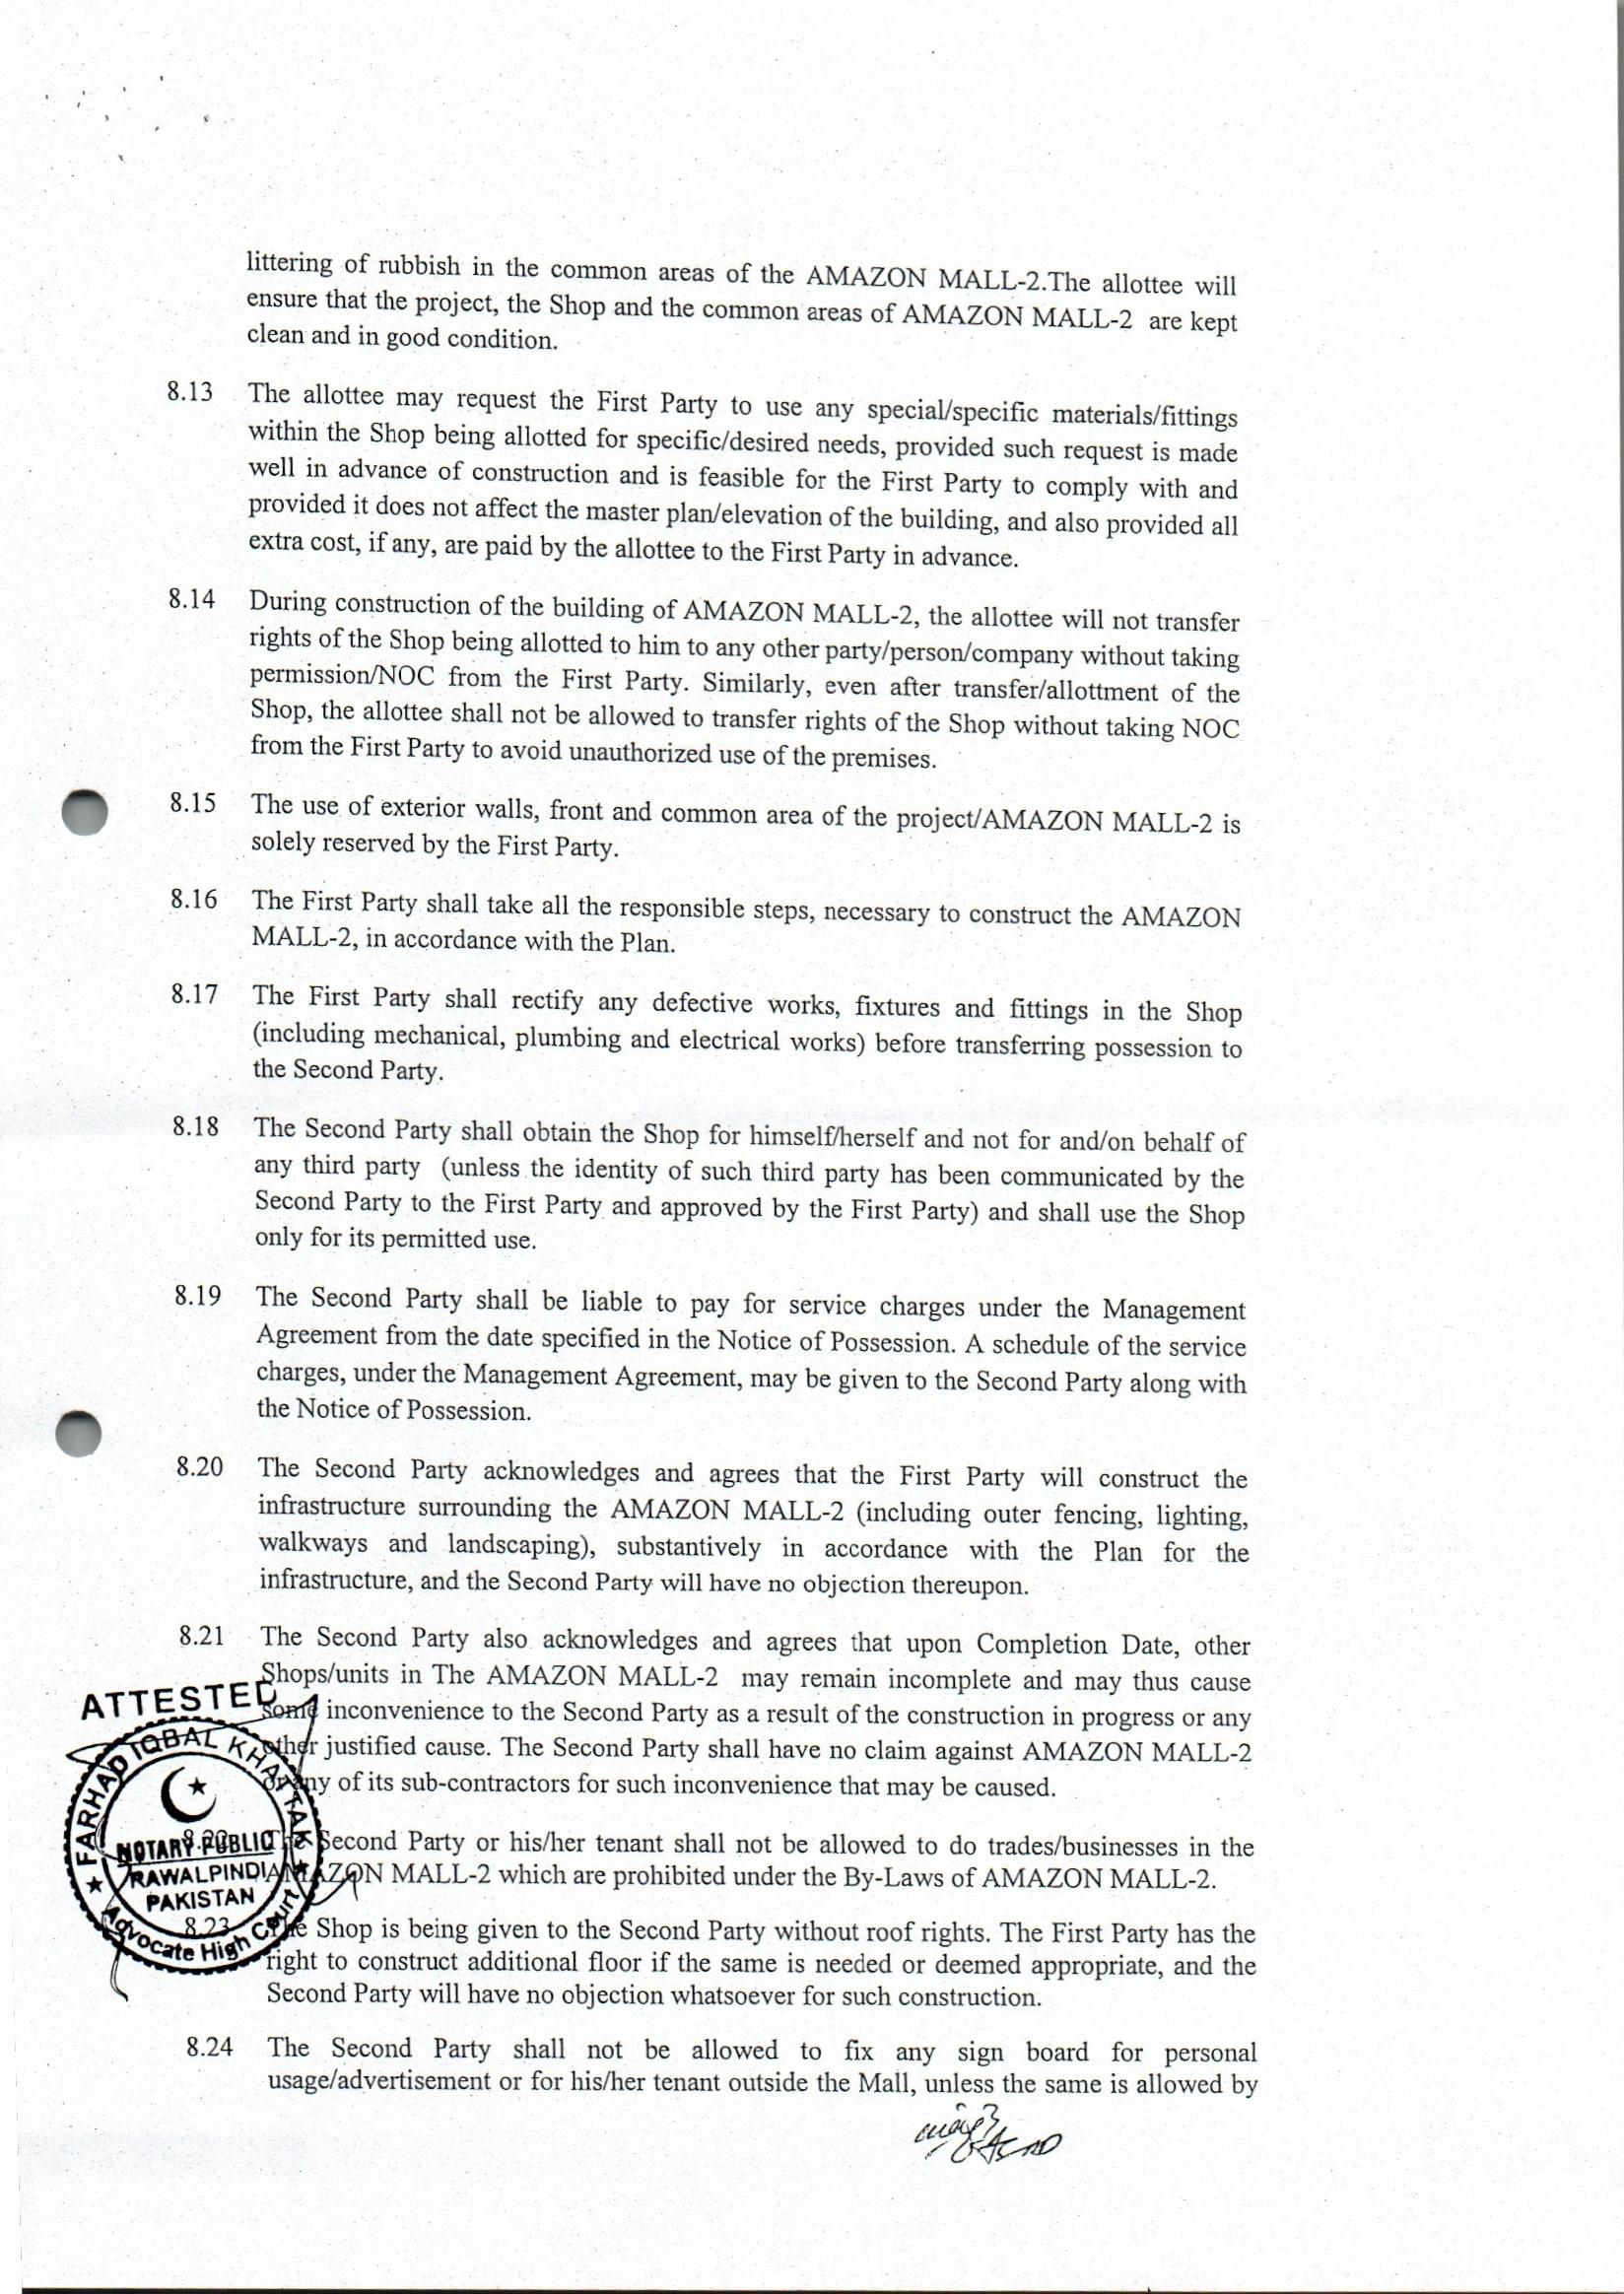 littering of rubbish in the common areas of the AMAZON MALL-2.The allottee will
ensure that the project, the Shop and the common areas of AMAZON MALL-2 are kept
clean and in good condition.
8.13 The allottee may request the First Party to use any special/specific materials/fittings
within the Shop being allotted for specific/desired needs, provided such request is made
well in advance of construction and is feasible for the First Party to comply with and
provided it does not affect the master plan/elevation of the building, and also provided all
extra cost, if any, are paid by the allottee to the First Party in advance.
8.14 During construction of the building of AMAZON MALL-2, the allottee will not transfer
rights of the Shop being allotted to him to any other party/person/company without taking
permission/NOC from the First Party. Similarly, even after transfer/allottment of the
Shop, the allottee shall not be allowed to transfer rights of the Shop without taking NOC
from the First Party to avoid unauthorized use of the premises.
8.15 The use of exterior walls, front and common area of the project/AMAZON MALL-2 is
solely reserved by the First Party.
8.16 The First Party shall take all the responsible steps, necessary to construct the AMAZON
MALL-2, in accordance with the Plan.
8.17 The First Party shall rectify any defective works, fixtures and fittings in the Shop
(including mechanical, plumbing and electrical works) before transferring possession to
the Second Party.
8.18 The Second Party shall obtain the Shop for himself/herself and not for and/on behalf of
any third party (unless the identity of such third party has been communicated by the
Second Party to the First Party and approved by the First Party) and shall use the Shop
only for its permitted use.
8.19 The Second Party shall be liable to pay for service charges under the Management
Agreement from the date specified in the Notice of Possession. A schedule of the service
charges, under the Management Agreement, may be given to the Second Party along with
the Notice of Possession.
8.20 The Second Party acknowledges and agrees that the First Party will construct the
infrastructure surrounding the AMAZON MALL-2 (including outer fencing, lighting,
walkways and landscaping), substantively in accordance with the Plan for the
infrastructure, and the Second Party will have no objection thereupon.
8.21 The Second Party also acknowledges and agrees that upon Completion Date, other
Shops/units in The AMAZON MALL-2 may remain incomplete and may thus cause
some inconvenience to the Second Party as a result of the construction in progress or any
other justified cause. The Second Party shall have no claim against AMAZON MALL-2
or any of its sub-contractors for such inconvenience that may be caused.
8.22 The Second Party or his/her tenant shall not be allowed to do trades/businesses in the
AMAZON MALL-2 which are prohibited under the By-Laws of AMAZON MALL-2.
8.23 The Shop is being given to the Second Party without roof rights. The First Party has the
right to construct additional floor if the same is needed or deemed appropriate, and the
Second Party will have no objection whatsoever for such construction.
8.24 The Second Party shall not be allowed to fix any sign board for personal
usage/advertisement or for his/her tenant outside the Mall, unless the same is allowed by
ATTESTED
FARHAD IQBAL KHATTAK
NOTARY PUBLIC
RAWALPINDI
PAKISTAN
Advocate High Court